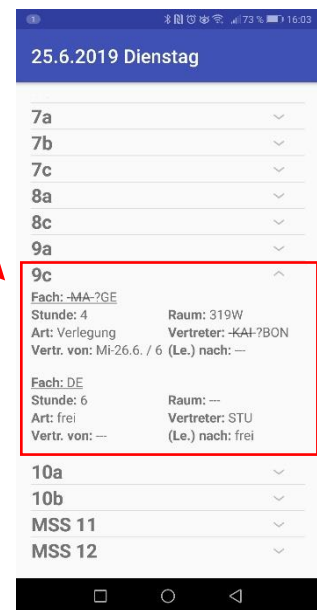 1 73 % 16:03
25.6.2019 Dienstag
7a
7b
7c
8a
8c
9a
9c
Fach: -MA-?GE
Stunde: 4 Raum: 319W
Art: Verlegung Vertreter: -KAI-?BON
Vertr. von: Mi-26.6. / 6 (Le.) nach: ---
Fach: DE
Stunde: 6 Raum: ---
Art: frei Vertreter: STU
Vertr. von: --- (Le.) nach: frei
10a
10b
MSS 11
MSS 12